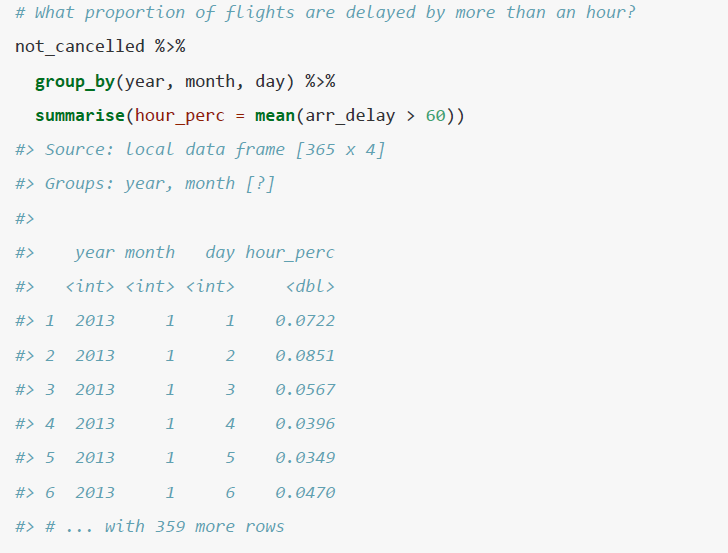 # What proportion of flights are delayed by more than an hour?
not_cancelled %>%
  group_by(year, month, day) %>%
  summarise(hour_perc = mean(arr_delay > 60))
#> Source: local data frame [365 x 4]
#> Groups: year, month [?]
#>
#>    year month   day hour_perc
#>   <int> <int> <int>     <dbl>
#> 1  2013     1     1    0.0722
#> 2  2013     1     2    0.0851
#> 3  2013     1     3    0.0567
#> 4  2013     1     4    0.0396
#> 5  2013     1     5    0.0349
#> 6  2013     1     6    0.0470
#> # ... with 359 more rows